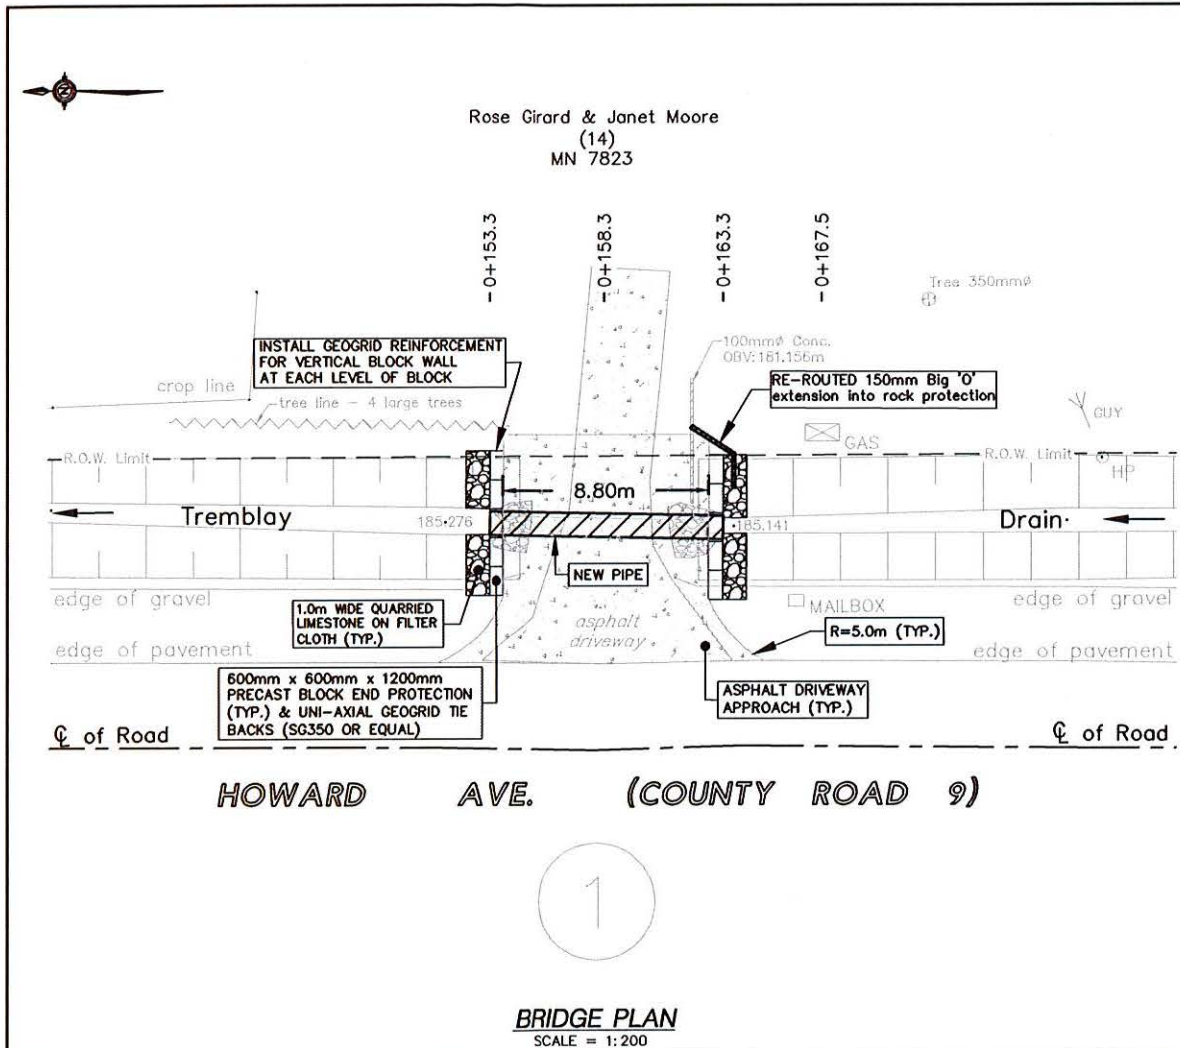 N
Rose Girard & Janet Moore
(14)
MN 7823
-0+153.3
-0+158.3
-0+163.3
-0+167.5
Tree 350mmø
INSTALL GEOGRID REINFORCEMENT
FOR VERTICAL BLOCK WALL
AT EACH LEVEL OF BLOCK
100mmø Conc.
OBV:181.156m
RE-ROUTED 150mm Big 'O'
extension into rock protection
crop line
tree line - 4 large trees
GUY
GAS
R.O.W. Limit
R.O.W. Limit
HP
8.80m
Tremblay
185.276
185.141
Drain
NEW PIPE
edge of gravel
1.0m WIDE QUARRIED
LIMESTONE ON FILTER
CLOTH (TYP.)
MAILBOX
edge of gravel
asphalt
driveway
R=5.0m (TYP.)
edge of pavement
edge of pavement
600mm x 600mm x 1200mm
PRECAST BLOCK END PROTECTION
(TYP.) & UNI-AXIAL GEOGRID TIE
BACKS (SG350 OR EQUAL)
ASPHALT DRIVEWAY
APPROACH (TYP.)
℄ of Road
℄ of Road
HOWARD AVE. (COUNTY ROAD 9)
1
BRIDGE PLAN
SCALE = 1:200